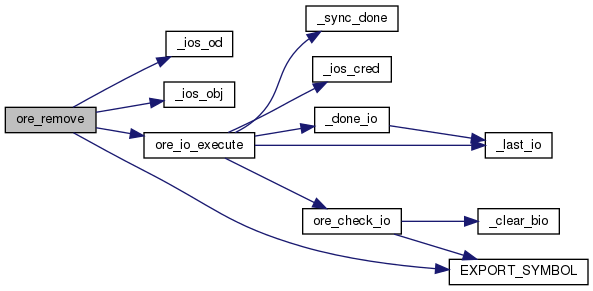 _sync_done
_ios_od
_ios_cred
_ios_obj
ore_remove
_done_io
ore_io_execute
_last_io
ore_check_io
_clear_bio
EXPORT_SYMBOL